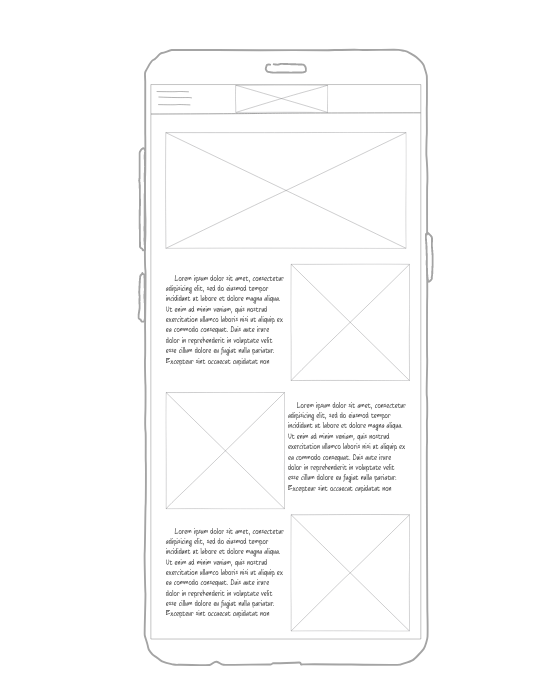 Lorem ipsum dolor sit amet, consectetur
adipisicing elit, sed do eiusmod tempor
incididunt ut labore et dolore magna aliqua.
Ut enim ad minim veniam, quis nostrud
exercitation ullamco laboris nisi ut aliquip ex
ea commodo consequat. Duis aute irure
dolor in reprehenderit in voluptate velit
esse cillum dolore eu fugiat nulla pariatur.
Excepteur sint occaecat cupidatat non
Lorem ipsum dolor sit amet, consectetur
adipisicing elit, sed do eiusmod tempor
incididunt ut labore et dolore magna aliqua.
Ut enim ad minim veniam, quis nostrud
exercitation ullamco laboris nisi ut aliquip ex
ea commodo consequat. Duis aute irure
dolor in reprehenderit in voluptate velit
esse cillum dolore eu fugiat nulla pariatur.
Excepteur sint occaecat cupidatat non
Lorem ipsum dolor sit amet, consectetur
adipisicing elit, sed do eiusmod tempor
incididunt ut labore et dolore magna aliqua.
Ut enim ad minim veniam, quis nostrud
exercitation ullamco laboris nisi ut aliquip ex
ea commodo consequat. Duis aute irure
dolor in reprehenderit in voluptate velit
esse cillum dolore eu fugiat nulla pariatur.
Excepteur sint occaecat cupidatat non